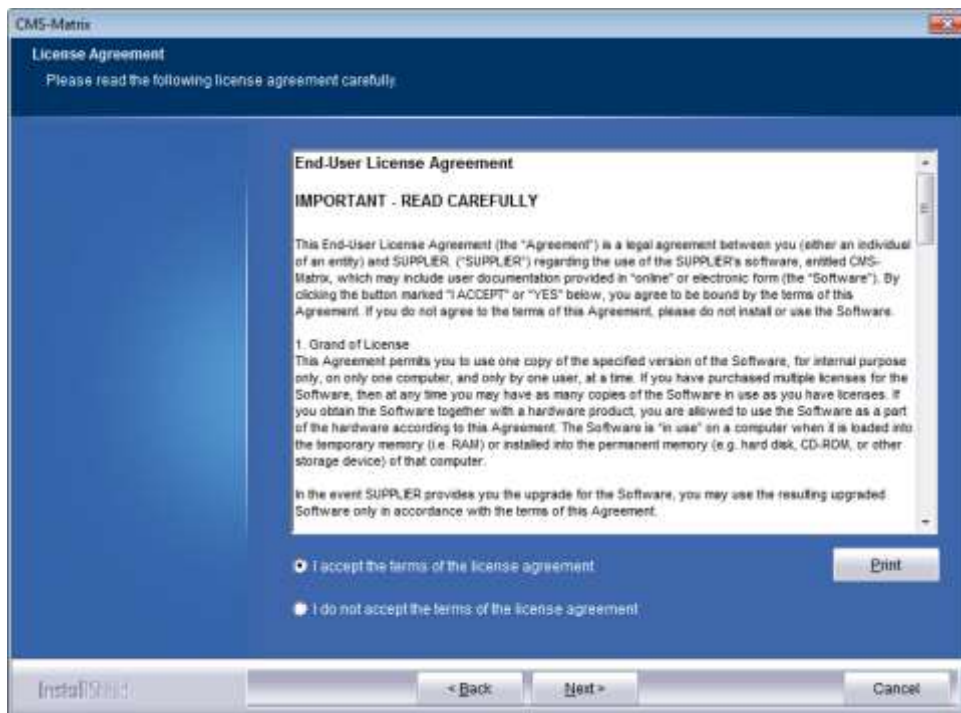 CMS-Matrix
License Agreement
Please read the following license agreement carefully.
End-User License Agreement
IMPORTANT - READ CAREFULLY
This End-User License Agreement (the "Agreement") is a legal agreement between you (either an individual
of an entity) and SUPPLIER. ("SUPPLIER") regarding the use of the SUPPLIER's software, entitled CMS-
Matrix, which may include user documentation provided in "online" or electronic form (the "Software"). By
clicking the button marked "I ACCEPT" or "YES" below, you agree to be bound by the terms of this
Agreement. If you do not agree to the terms of this Agreement, please do not install or use the Software.
1. Grand of License
This Agreement permits you to use one copy of the specified version of the Software, for internal purpose
only, on only one computer, and only by one user, at a time. If you have purchased multiple licenses for the
Software, then at any time you may have as many copies of the Software in use as you have licenses. If
you obtain the Software together with a hardware product, you are allowed to use the Software as a part
of the hardware according to this Agreement. The Software is "in use" on a computer when it is loaded into
the temporary memory (i.e. RAM) or installed into the permanent memory (e.g. hard disk, CD-ROM, or other
storage device) of that computer.
In the event SUPPLIER provides you the upgrade for the Software, you may use the resulting upgraded
Software only in accordance with the terms of this Agreement.
I accept the terms of the license agreement
Print
I do not accept the terms of the license agreement
InstallShield
< Back
Next >
Cancel